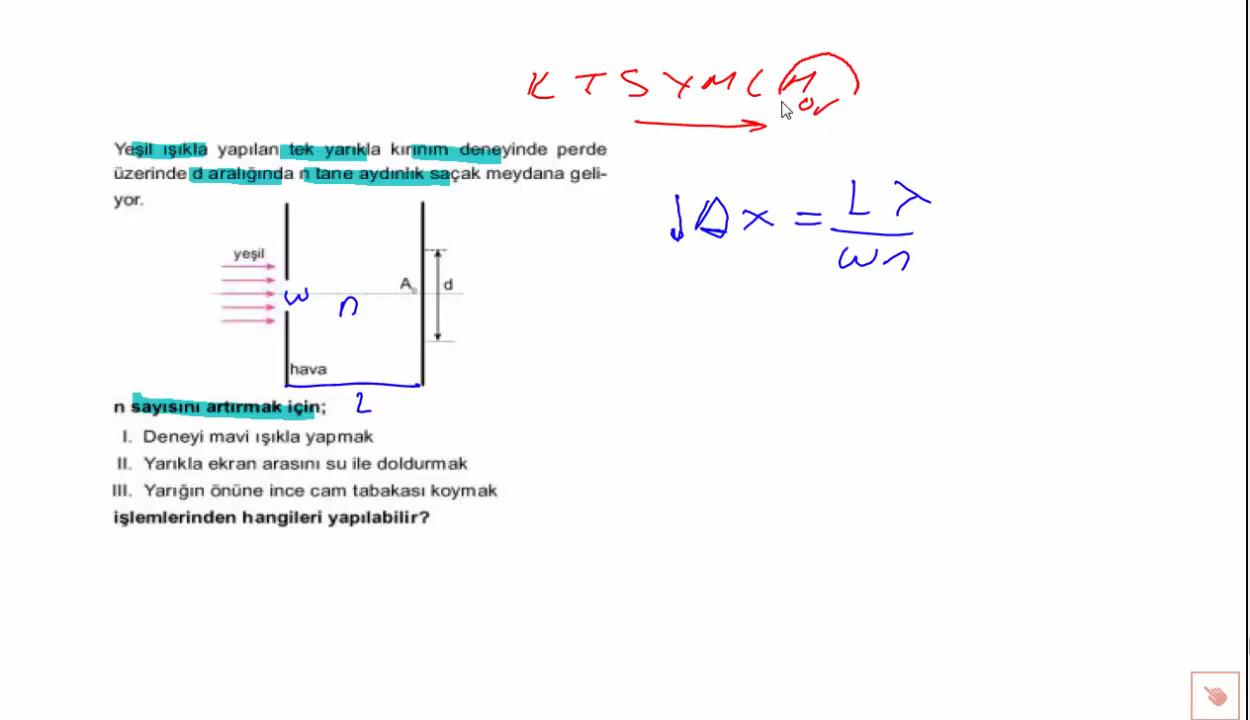 K T S Y M L M or
Yeşil ışıkla yapılan tek yarıkla kırınım deneyinde perde
üzerinde d aralığında n tane aydınlık saçak meydana geli-
yor.
Δx = Lλ
wn
yeşil
w
n
A₀
d
hava
L
n sayısını artırmak için;
I. Deneyi mavi ışıkla yapmak
II. Yarıkla ekran arasını su ile doldurmak
III. Yarığın önüne ince cam tabakası koymak
işlemlerinden hangileri yapılabilir?